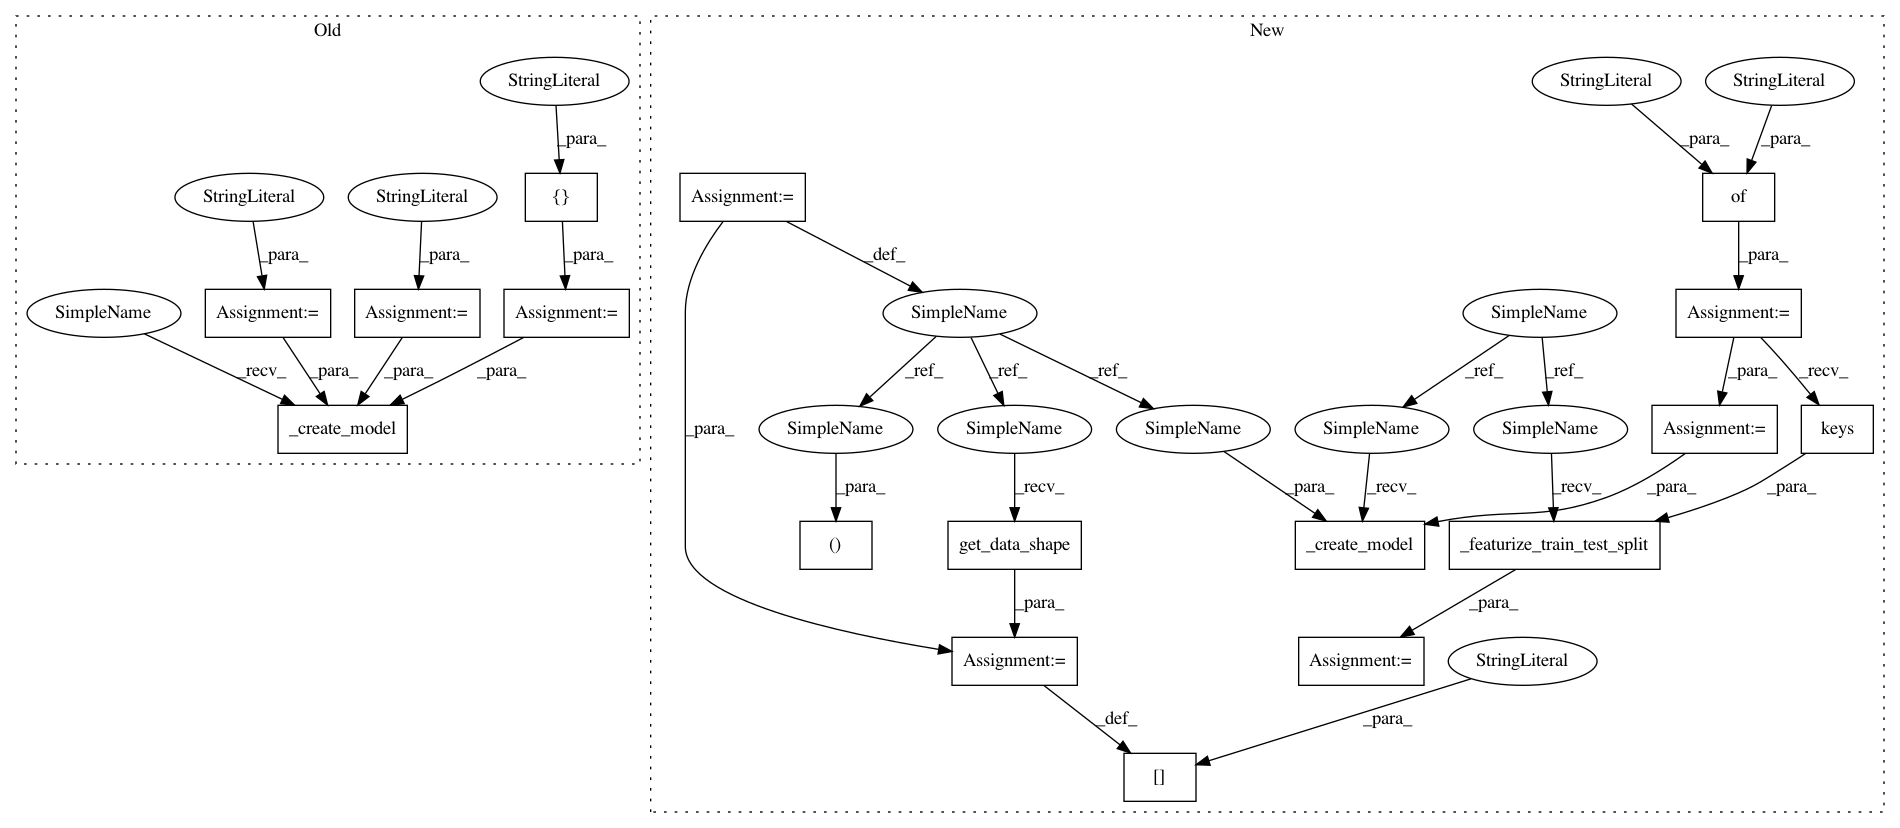 Old
New
StringLiteral
StringLiteral
StringLiteral
_para_
_para_
_para_
StringLiteral
StringLiteral
{}
Assignment:=
of
_para_
_para_
_para_
_def_
_para_
SimpleName
Assignment:=
Assignment:=
Assignment:=
SimpleName
SimpleName
Assignment:=
_recv_
_para_
_para_
_para_
_ref_
_ref_
_ref_
_ref_
_ref_
_para_
_recv_
_create_model
_para_
SimpleName
SimpleName
SimpleName
SimpleName
SimpleName
Assignment:=
keys
_para_
_recv_
_para_
_recv_
_recv_
_para_
_para_
()
get_data_shape
_create_model
_featurize_train_test_split
_para_
_para_
Assignment:=
Assignment:=
StringLiteral
_def_
_para_
[]